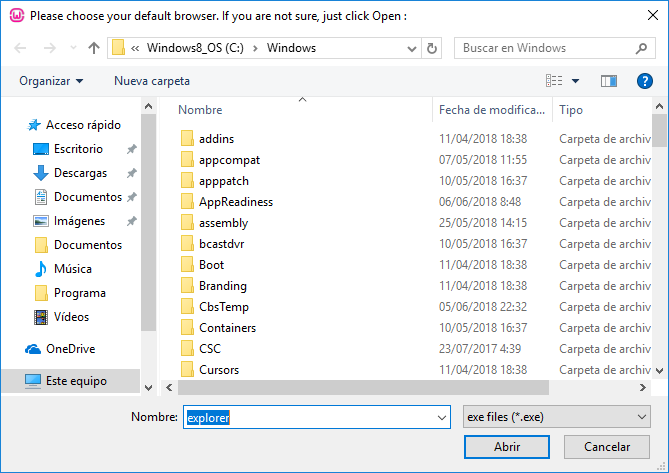 Please choose your default browser. If you are not sure, just click Open :
« Windows8_OS (C:) > Windows
Buscar en Windows
Organizar
Nueva carpeta
Nombre Fecha de modifica... Tipo
Acceso rápido
Escritorio
Descargas
Documentos
Imágenes
Documentos
Música
Programa
Vídeos
OneDrive
Este equipo
addins 11/04/2018 18:38 Carpeta de archiv
appcompat 07/05/2018 11:55 Carpeta de archiv
apppatch 10/05/2018 16:37 Carpeta de archiv
AppReadiness 06/06/2018 8:48 Carpeta de archiv
assembly 25/05/2018 14:15 Carpeta de archiv
bcastdvr 10/05/2018 16:37 Carpeta de archiv
Boot 11/04/2018 18:38 Carpeta de archiv
Branding 11/04/2018 18:38 Carpeta de archiv
CbsTemp 05/06/2018 22:32 Carpeta de archiv
Containers 10/05/2018 16:37 Carpeta de archiv
CSC 23/07/2017 4:39 Carpeta de archiv
Cursors 11/04/2018 18:38 Carpeta de archiv
Nombre: explorer
exe files (*.exe)
Abrir
Cancelar